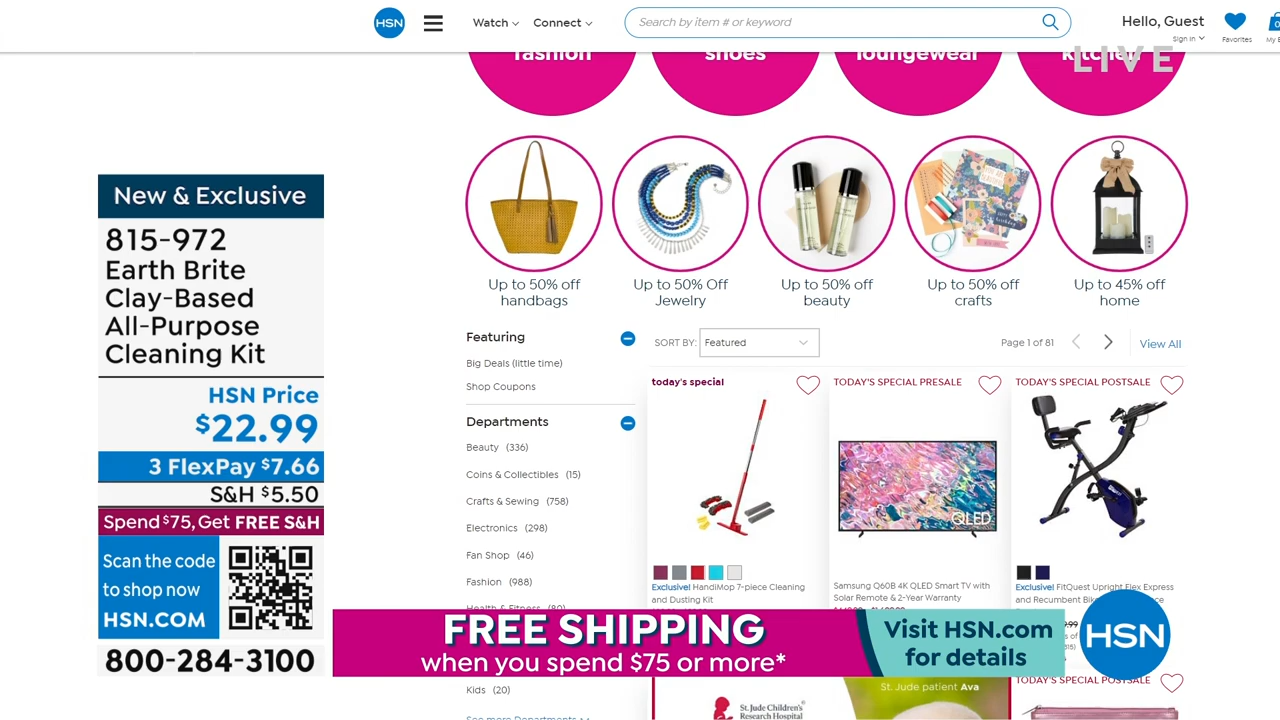 HSN
Watch
Connect
Search by item # or keyword
Hello, Guest
Sign In
Favorites
0
LIVE
fashion
shoes
loungewear
kitchen
Up to 50% off
handbags
Up to 50% Off
Jewelry
Up to 50% off
beauty
Up to 50% off
crafts
Up to 45% off
home
New & Exclusive
815-972
Earth Brite
Clay-Based
All-Purpose
Cleaning Kit
HSN Price
$22.99
3 FlexPay $7.66
S&H $5.50
Spend $75, Get FREE S&H
Scan the code
to shop now
HSN.COM
800-284-3100
Featuring
Big Deals (little time)
Shop Coupons
Departments
Beauty (336)
Coins & Collectibles (15)
Crafts & Sewing (758)
Electronics (298)
Fan Shop (46)
Fashion (988)
Kids (20)
See more Departments
SORT BY: Featured
Page 1 of 81
View All
today's special
Exclusive! HandiMop 7-piece Cleaning
and Dusting Kit
TODAY'S SPECIAL PRESALE
QLED
Samsung Q60B 4K QLED Smart TV with
Solar Remote & 2-Year Warranty
TODAY'S SPECIAL POSTSALE
Exclusive! FitQuest Upright Flex Express
and Recumbent
FREE SHIPPING
when you spend $75 or more*
Visit HSN.com
for details
HSN
St. Jude Children's
Research Hospital
St. Jude patient Ava
TODAY'S SPECIAL POSTSALE